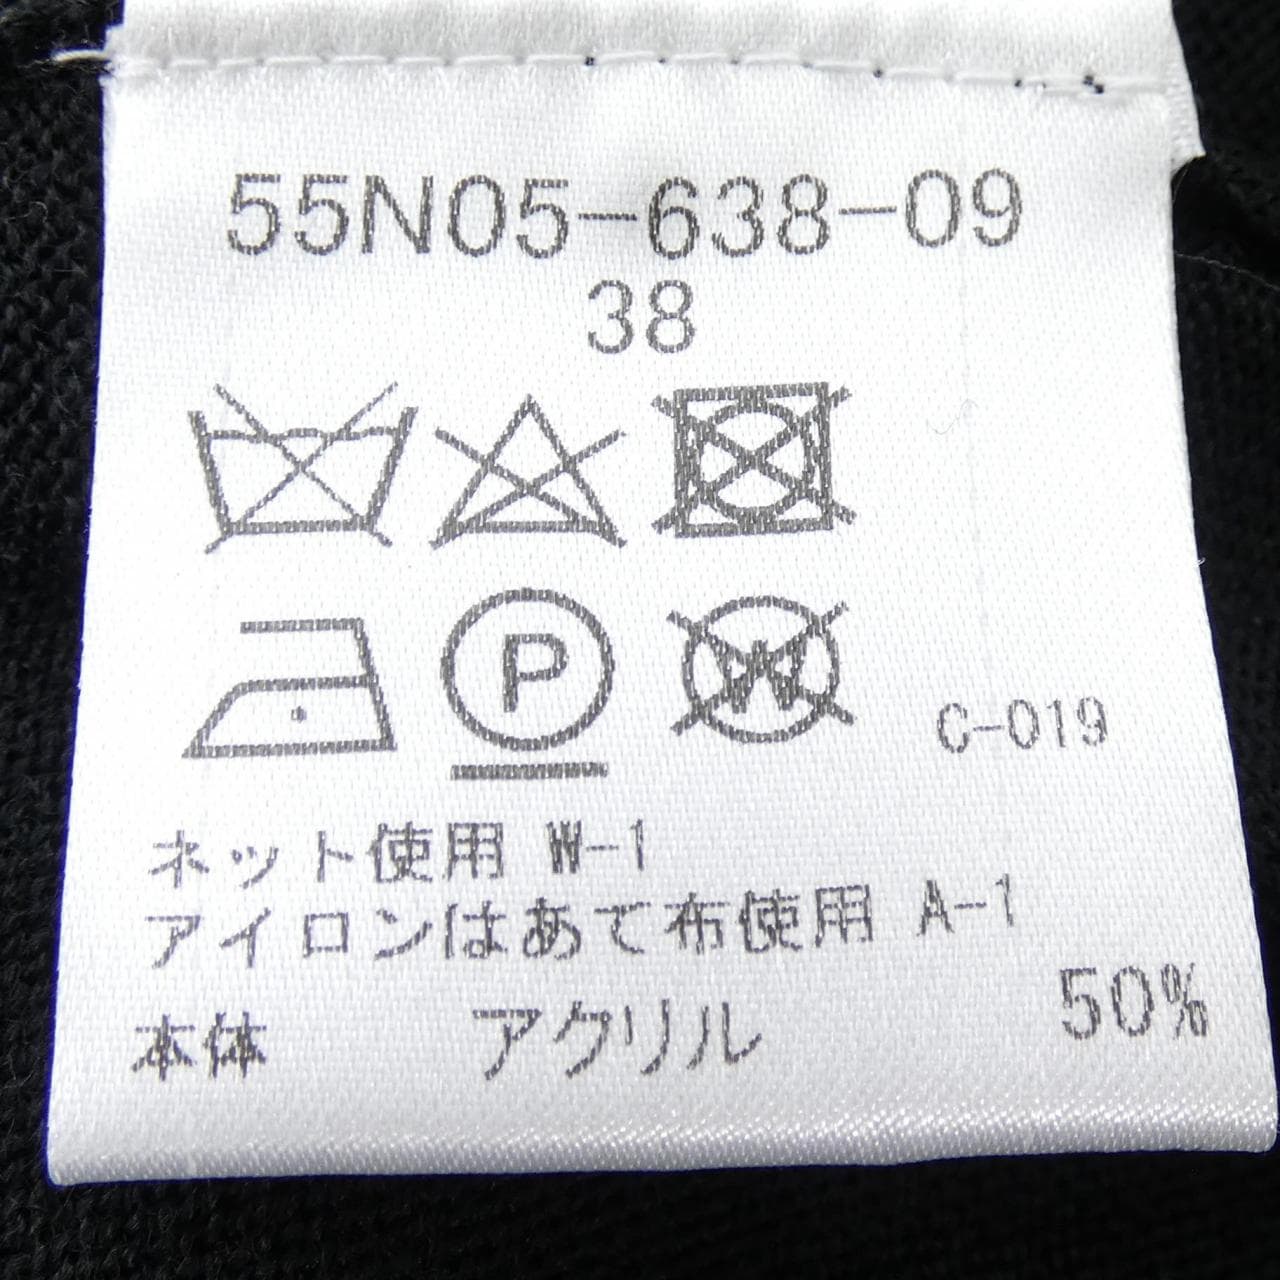 55N05-638-09
38
P
W
C-019
ネット使用 W-1
アイロンはあて布使用 A-1
本体 アクリル 50%